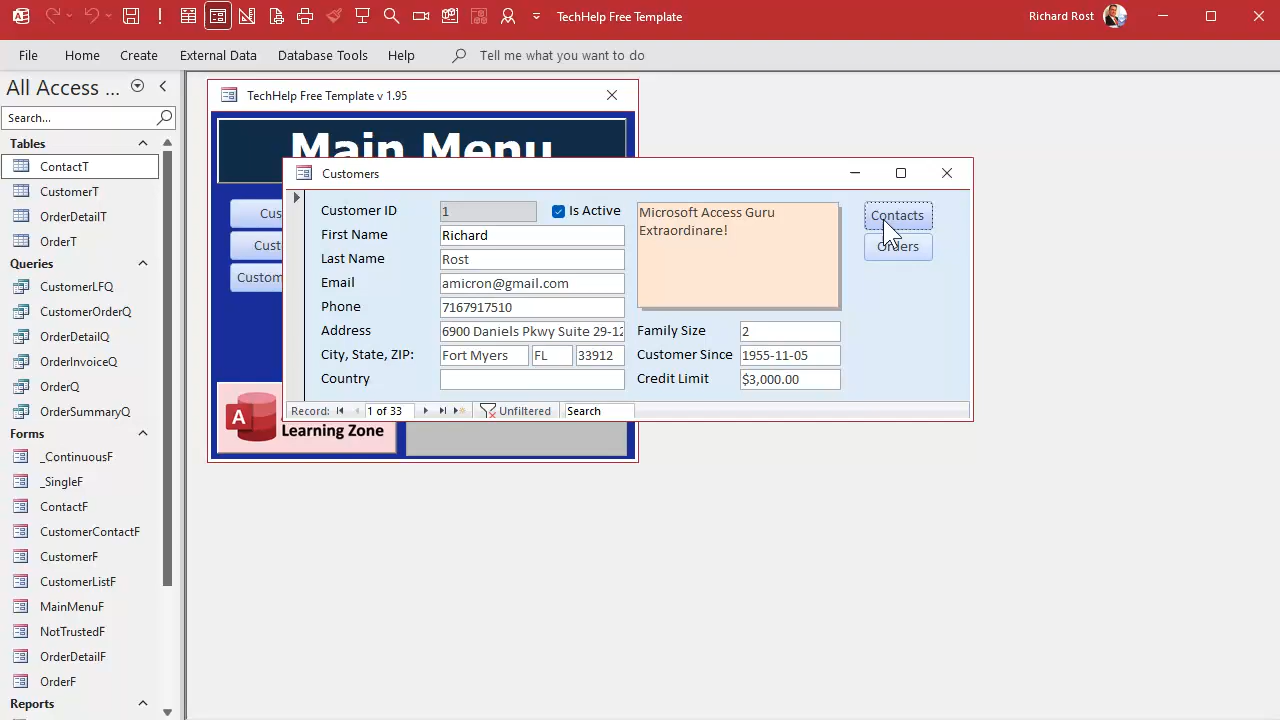 TechHelp Free Template
Richard Rost
File
Home
Create
External Data
Database Tools
Help
Tell me what you want to do
All Access ...
Search...
Tables
ContactT
CustomerT
OrderDetailT
OrderT
Queries
CustomerLFQ
CustomerOrderQ
OrderDetailQ
OrderInvoiceQ
OrderQ
OrderSummaryQ
Forms
_ContinuousF
_SingleF
ContactF
CustomerContactF
CustomerF
CustomerListF
MainMenuF
NotTrustedF
OrderDetailF
OrderF
Reports
TechHelp Free Template v 1.95
Main Menu
Cus
Cust
Custom
A
Learning Zone
Customers
Customer ID 1 Is Active
First Name Richard
Last Name Rost
Email amicron@gmail.com
Phone 7167917510
Address 6900 Daniels Pkwy Suite 29-12
City, State, ZIP: Fort Myers FL 33912
Country
Microsoft Access Guru
Extraordinare!
Family Size 2
Customer Since 1955-11-05
Credit Limit $3,000.00
Contacts
Orders
Record: 1 of 33 Unfiltered Search